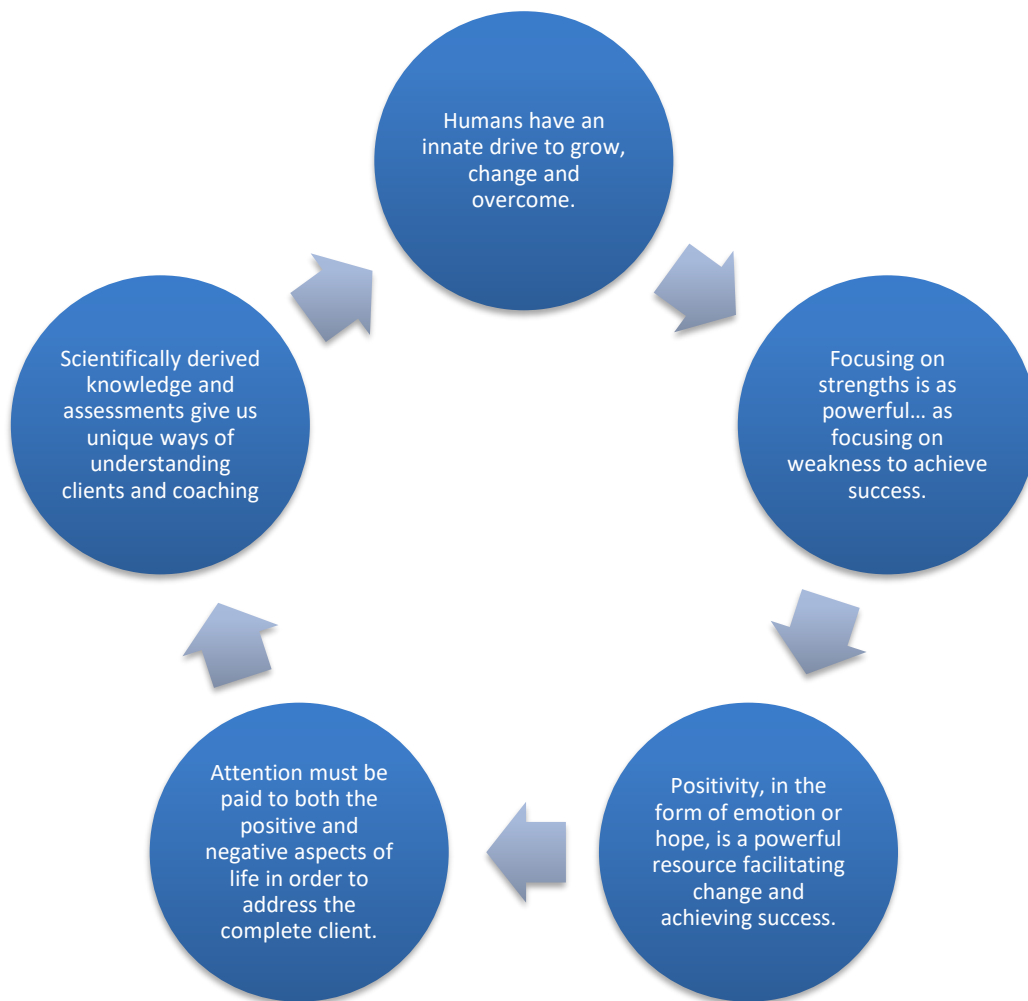 Humans have an
innate drive to grow,
change and
overcome.
Focusing on
strengths is as
powerful… as
focusing on
weakness to achieve
success.
Positivity, in the
form of emotion or
hope, is a powerful
resource facilitating
change and
achieving success.
Attention must be
paid to both the
positive and
negative aspects of
life in order to
address the
complete client.
Scientifically derived
knowledge and
assessments give us
unique ways of
understanding
clients and coaching